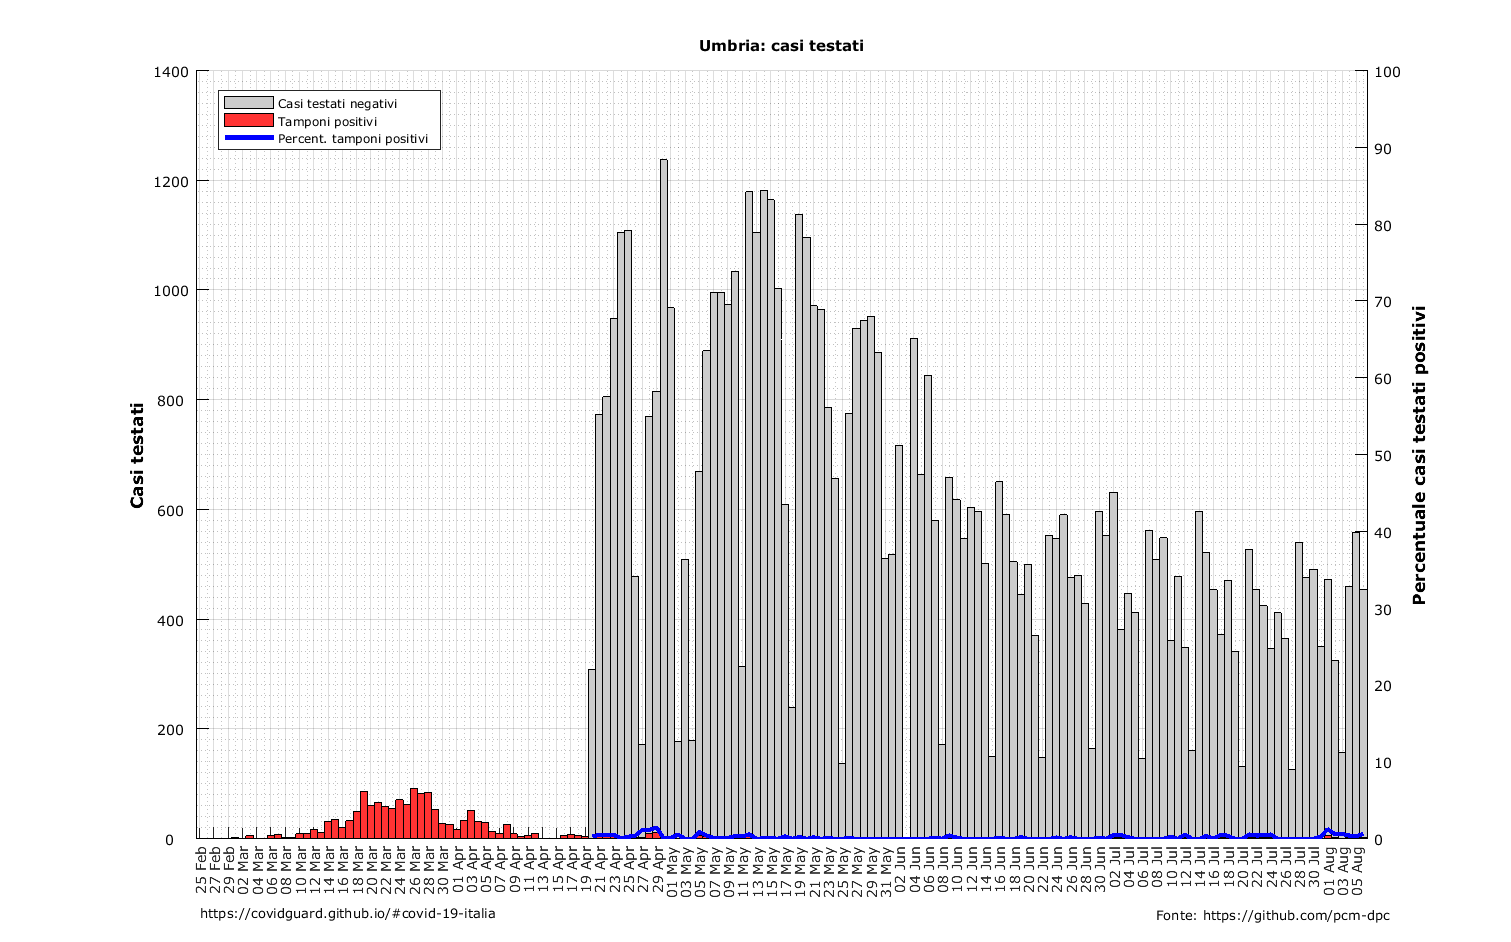 Umbria: casi testati
1400
1200
1000
800
600
400
200
0
Casi testati
Casi testati negativi
Tamponi positivi
Percent. tamponi positivi
100
90
80
70
60
50
40
30
20
10
0
Percentuale casi testati positivi
25 Feb
27 Feb
29 Feb
02 Mar
04 Mar
06 Mar
08 Mar
10 Mar
12 Mar
14 Mar
16 Mar
18 Mar
20 Mar
22 Mar
24 Mar
26 Mar
28 Mar
30 Mar
01 Apr
03 Apr
05 Apr
07 Apr
09 Apr
11 Apr
13 Apr
15 Apr
17 Apr
19 Apr
21 Apr
23 Apr
25 Apr
27 Apr
29 Apr
01 May
03 May
05 May
07 May
09 May
11 May
13 May
15 May
17 May
19 May
21 May
23 May
25 May
27 May
29 May
31 May
02 Jun
04 Jun
06 Jun
08 Jun
10 Jun
12 Jun
14 Jun
16 Jun
18 Jun
20 Jun
22 Jun
24 Jun
26 Jun
28 Jun
30 Jun
02 Jul
04 Jul
06 Jul
08 Jul
10 Jul
12 Jul
14 Jul
16 Jul
18 Jul
20 Jul
22 Jul
24 Jul
26 Jul
28 Jul
30 Jul
01 Aug
03 Aug
05 Aug
https://covidguard.github.io/#covid-19-italia
Fonte: https://github.com/pcm-dpc